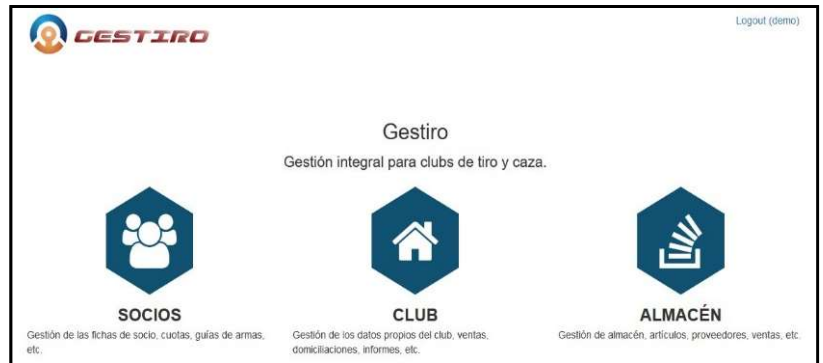 GESTIRO
Logout (demo)
Gestiro
Gestión integral para clubs de tiro y caza.
SOCIOS
Gestión de las fichas de socio, cuotas, guías de armas,
etc.
CLUB
Gestión de los datos propios del club, ventas,
domiciliaciones, informes, etc.
ALMACÉN
Gestión de almacén, artículos, proveedores, ventas, etc.